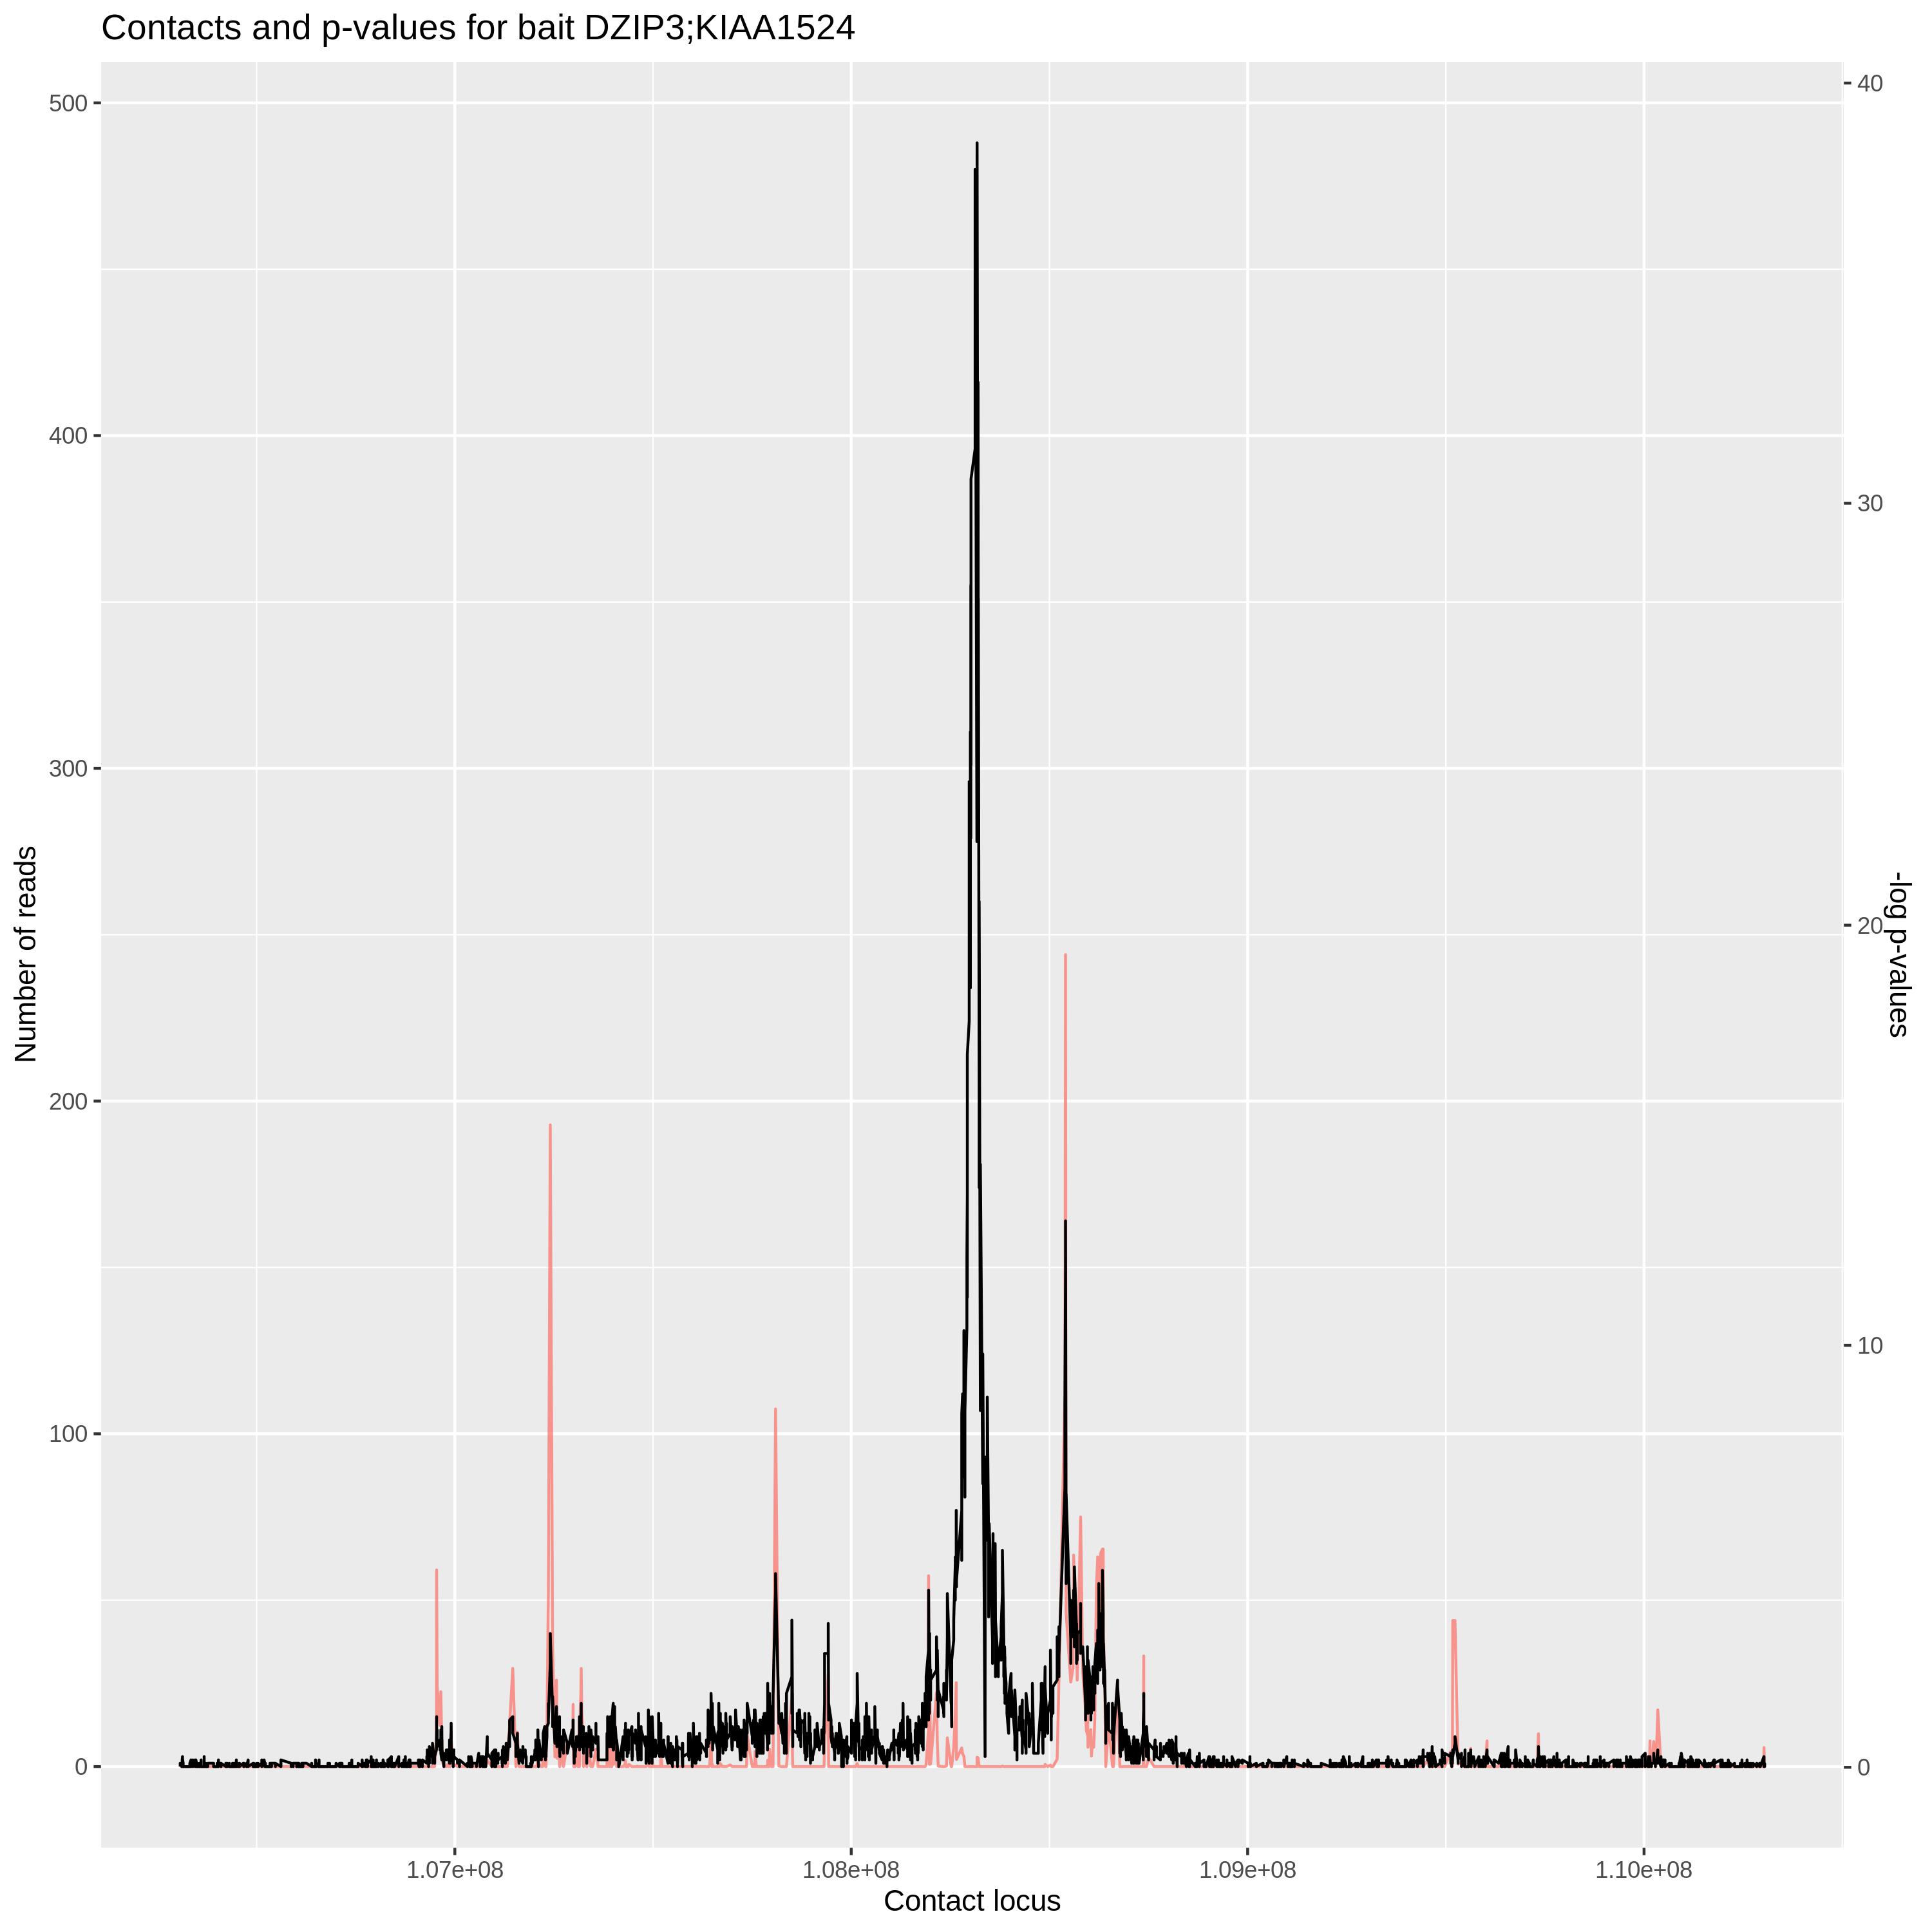 Contacts and p-values for bait DZIP3;KIAA1524
500
400
300
200
100
0
Number of reads
40
30
20
10
0
-log p-values
1.07e+08 1.08e+08 1.09e+08 1.10e+08
Contact locus